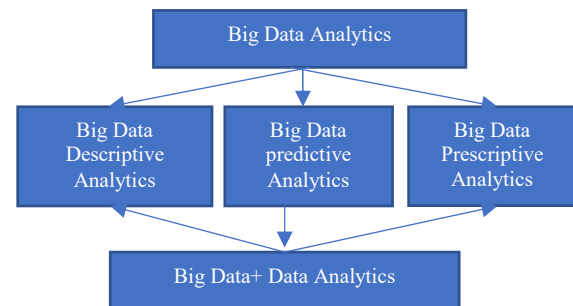 Big Data Analytics
Big Data
Descriptive
Analytics
Big Data
predictive
Analytics
Big Data
Prescriptive
Analytics
Big Data+ Data Analytics